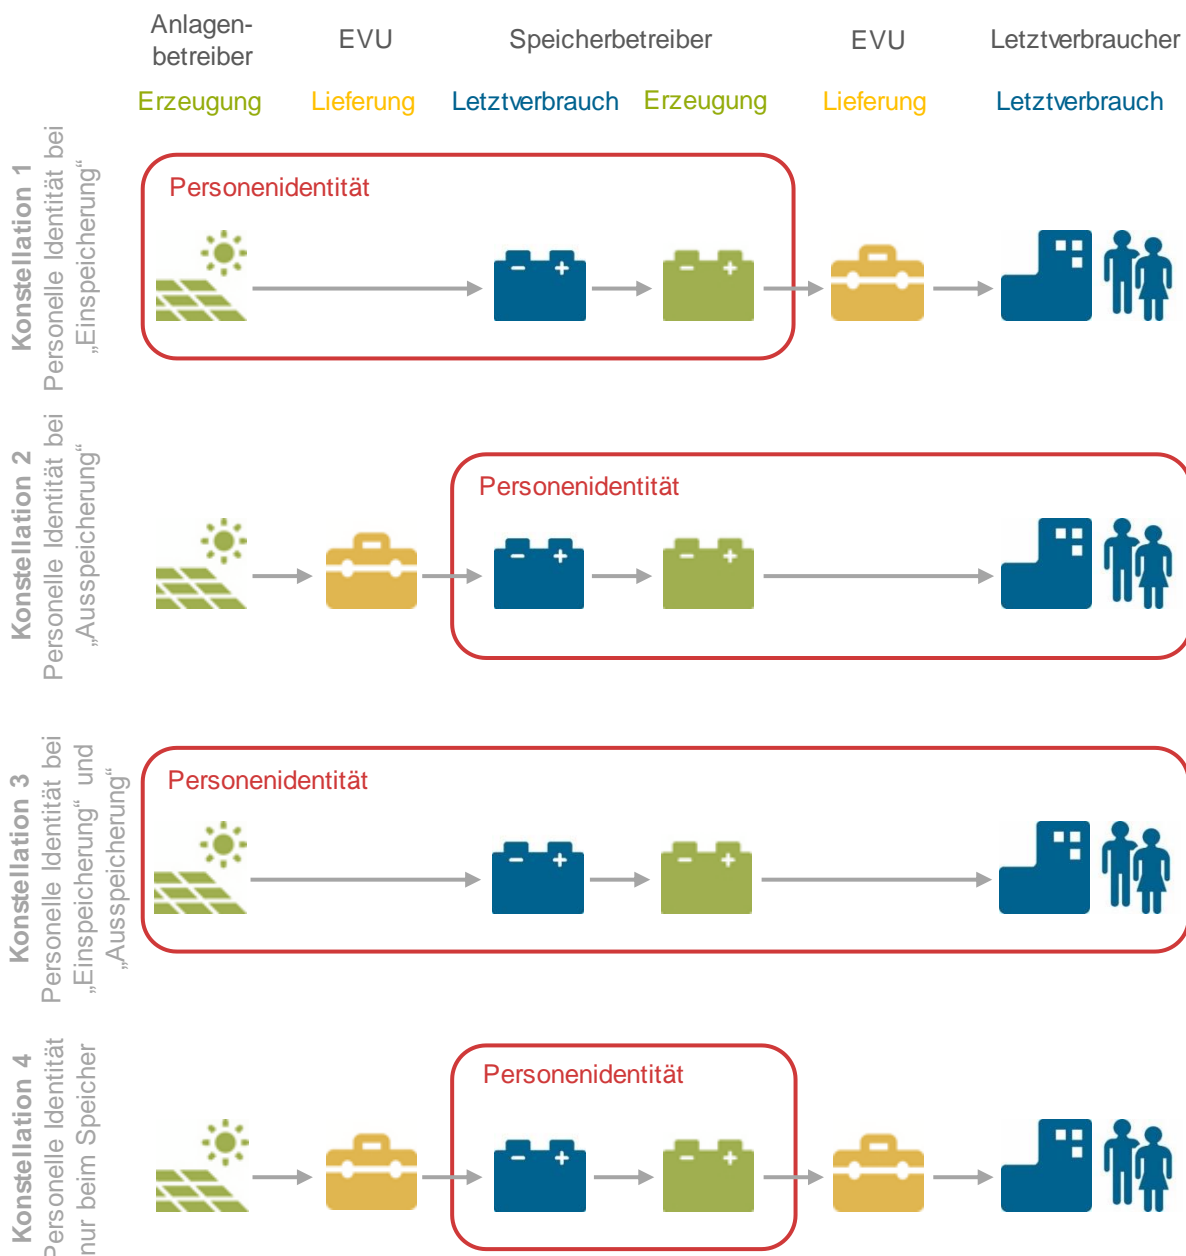 Anlagen-
betreiber
EVU
Speicherbetreiber
EVU
Letztverbraucher
Erzeugung
Lieferung
Letztverbrauch
Erzeugung
Lieferung
Letztverbrauch
Konstellation 1
Personelle Identität bei
„Einspeicherung“
Personenidentität
Konstellation 2
Personelle Identität bei
„Ausspeicherung“
Personenidentität
Konstellation 3
Personelle Identität bei
„Einspeicherung“ und
„Ausspeicherung“
Personenidentität
Konstellation 4
Personelle Identität
nur beim Speicher
Personenidentität